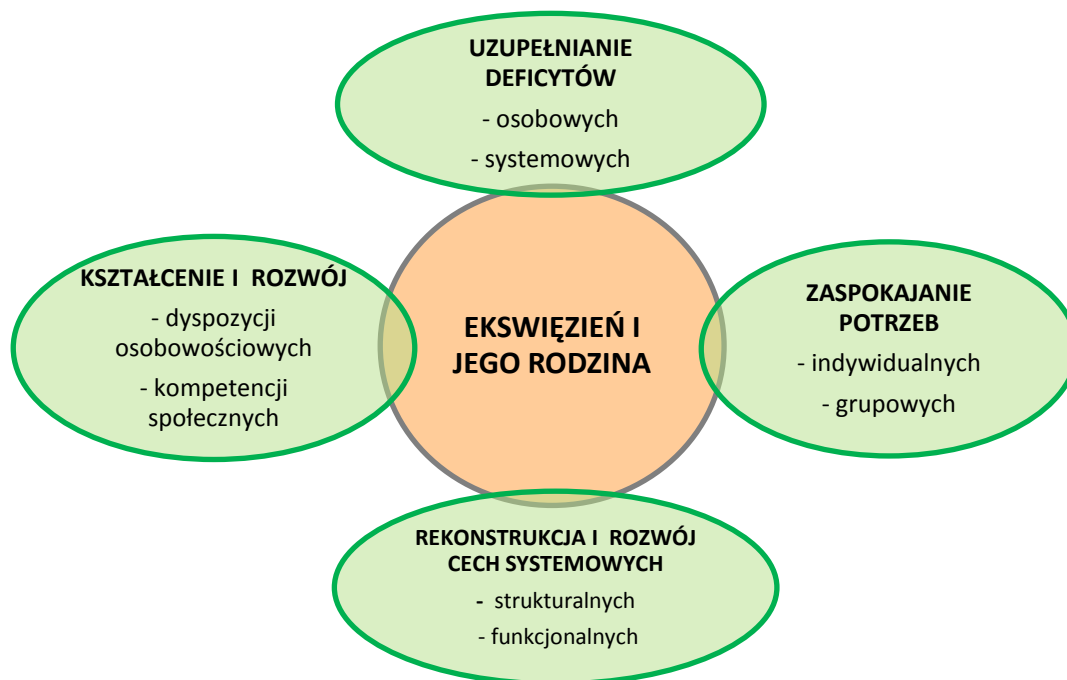 UZUPEŁNIANIE
DEFICYTÓW
- osobowych
- systemowych
KSZTAŁCENIE I ROZWÓJ
- dyspozycji
osobowościowych
- kompetencji
społecznych
EKSWIĘZIEŃ I
JEGO RODZINA
ZASPOKAJANIE
POTRZEB
- indywidualnych
- grupowych
REKONSTRUKCJA I ROZWÓJ
CECH SYSTEMOWYCH
- strukturalnych
- funkcjonalnych